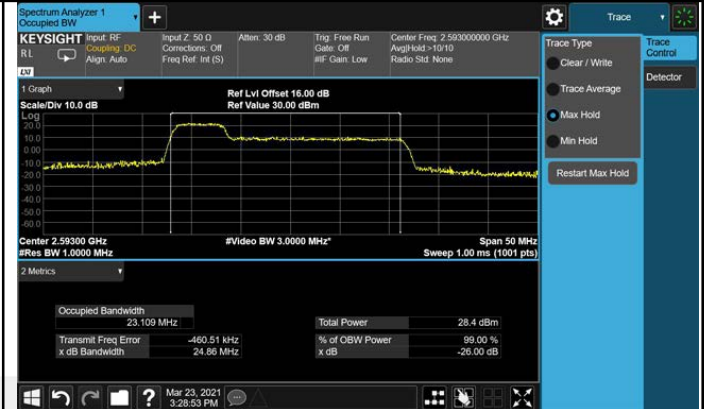 Spectrum Analyzer 1
Occupied BW
+
Trace
KEYSIGHT
RL
LXI
Input: RF
Coupling: DC
Align: Auto
Input Z: 50 Ω
Corrections: Off
Freq Ref: Int (S)
Atten: 30 dB
Trig: Free Run
Gate: Off
#IF Gain: Low
Center Freq: 2.593000000 GHz
Avg|Hold:>10/10
Radio Std: None
Trace Type
Clear / Write
Trace Average
Max Hold
Min Hold
Restart Max Hold
Trace
Control
Detector
1 Graph
Scale/Div 10.0 dB
Ref Lvl Offset 16.00 dB
Ref Value 30.00 dBm
Log
20.0
10.0
0.00
-10.0
-20.0
-30.0
-40.0
-50.0
-60.0
Center 2.59300 GHz
#Video BW 3.0000 MHz*
Span 50 MHz
#Res BW 1.0000 MHz
Sweep 1.00 ms (1001 pts)
2 Metrics
Occupied Bandwidth
23.109 MHz
Total Power 28.4 dBm
Transmit Freq Error -460.51 kHz
% of OBW Power 99.00 %
x dB Bandwidth 24.86 MHz
x dB -26.00 dB
?
Mar 23, 2021
3:28:53 PM